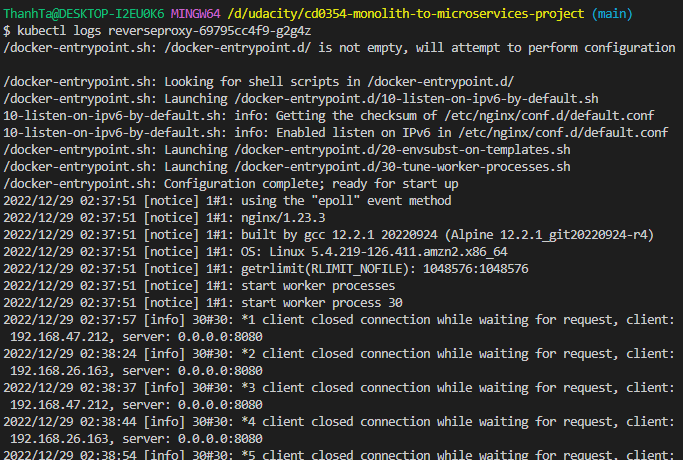 ThanhTa@DESKTOP-I2EU0K6 MINGW64 /d/udacity/cd0354-monolith-to-microservices-project (main)
$ kubectl logs reverseproxy-69795cc4f9-g2g4z
/docker-entrypoint.sh: /docker-entrypoint.d/ is not empty, will attempt to perform configuration
/docker-entrypoint.sh: Looking for shell scripts in /docker-entrypoint.d/
/docker-entrypoint.sh: Launching /docker-entrypoint.d/10-listen-on-ipv6-by-default.sh
10-listen-on-ipv6-by-default.sh: info: Getting the checksum of /etc/nginx/conf.d/default.conf
10-listen-on-ipv6-by-default.sh: info: Enabled listen on IPv6 in /etc/nginx/conf.d/default.conf
/docker-entrypoint.sh: Launching /docker-entrypoint.d/20-envsubst-on-templates.sh
/docker-entrypoint.sh: Launching /docker-entrypoint.d/30-tune-worker-processes.sh
/docker-entrypoint.sh: Configuration complete; ready for start up
2022/12/29 02:37:51 [notice] 1#1: using the "epoll" event method
2022/12/29 02:37:51 [notice] 1#1: nginx/1.23.3
2022/12/29 02:37:51 [notice] 1#1: built by gcc 12.2.1 20220924 (Alpine 12.2.1_git20220924-r4)
2022/12/29 02:37:51 [notice] 1#1: OS: Linux 5.4.219-126.411.amzn2.x86_64
2022/12/29 02:37:51 [notice] 1#1: getrlimit(RLIMIT_NOFILE): 1048576:1048576
2022/12/29 02:37:51 [notice] 1#1: start worker processes
2022/12/29 02:37:51 [notice] 1#1: start worker process 30
2022/12/29 02:37:57 [info] 30#30: *1 client closed connection while waiting for request, client:
192.168.47.212, server: 0.0.0.0:8080
2022/12/29 02:38:24 [info] 30#30: *2 client closed connection while waiting for request, client:
192.168.26.163, server: 0.0.0.0:8080
2022/12/29 02:38:37 [info] 30#30: *3 client closed connection while waiting for request, client:
192.168.47.212, server: 0.0.0.0:8080
2022/12/29 02:38:44 [info] 30#30: *4 client closed connection while waiting for request, client:
192.168.26.163, server: 0.0.0.0:8080
2022/12/29 02:38:54 [info] 30#30: *5 client closed connection while waiting for request, client: